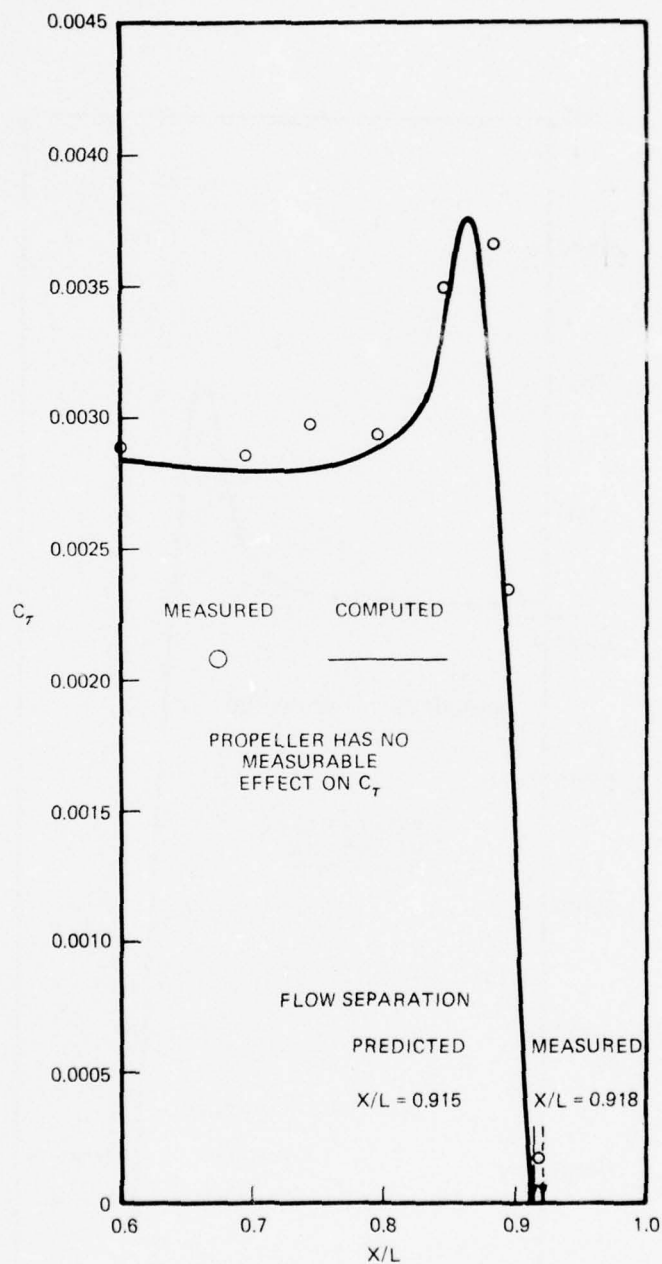 0.0045
0.0040
0.0035
0.0030
0.0025
Cτ
MEASURED COMPUTED
0.0020
PROPELLER HAS NO
MEASURABLE
EFFECT ON Cτ
0.0015
0.0010
FLOW SEPARATION
PREDICTED MEASURED
0.0005
X/L = 0.915 X/L = 0.918
0
0.6 0.7 0.8 0.9 1.0
X/L